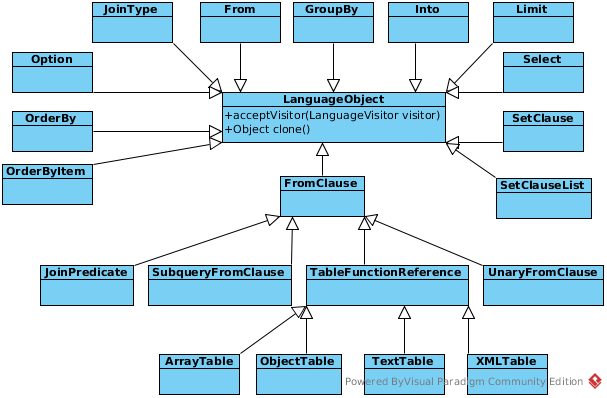 JoinType
From
GroupBy
Into
Limit
Option
Select
LanguageObject
+acceptVisitor(LanguageVisitor visitor)
+Object clone()
OrderBy
SetClause
OrderByItem
FromClause
SetClauseList
JoinPredicate
SubqueryFromClause
TableFunctionReference
UnaryFromClause
ArrayTable
ObjectTable
TextTable
XMLTable
Powered ByVisual Paradigm Community Edition